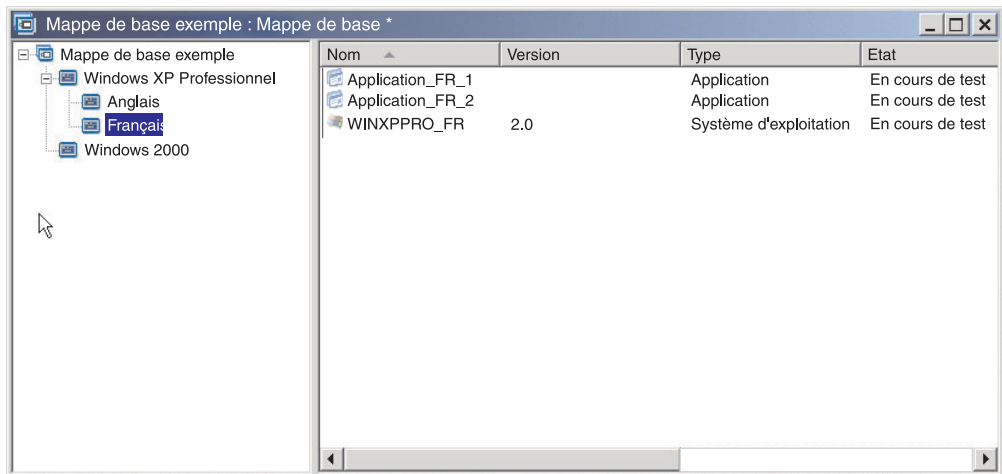 Mappe de base exemple : Mappe de base *
Mappe de base exemple
Windows XP Professionnel
Anglais
Français
Windows 2000
Nom Version Type Etat
Application_FR_1 Application En cours de test
Application_FR_2 Application En cours de test
WINXPPRO_FR 2.0 Système d'exploitation En cours de test